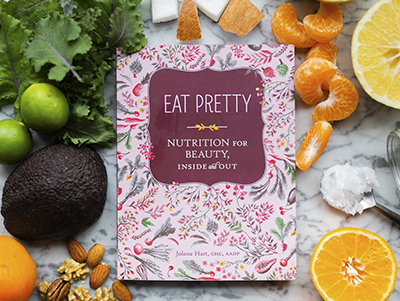 EAT PRETTY
NUTRITION FOR
BEAUTY,
INSIDE and OUT
Jolene Hart, CHC, AADP